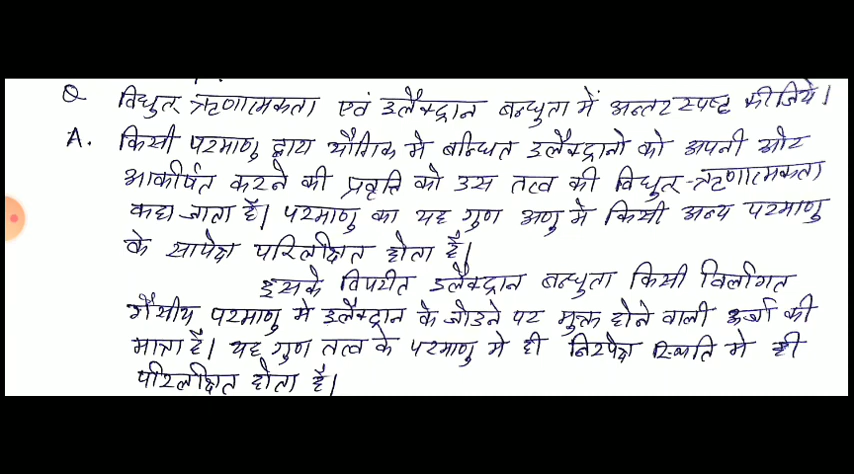 Q विद्युत ऋणात्मकता एवं इलैक्ट्रान बन्धुता में अन्तर स्पष्ट कीजिये।
A. किसी परमाणु द्वारा यौगिक मे बन्धित इलैक्ट्रानो को अपनी ओर
आकर्षित करने की प्रवृति को उस तत्व की विद्युत-ऋणात्मकता
कहा जाता है। परमाणु का यह गुण अणु मे किसी अन्य परमाणु
के सापेक्ष परिलक्षित होता है।
इसके विपरीत इलैक्ट्रान बन्धुता किसी विलगित
गैसीय परमाणु मे इलैक्ट्रान के जोडने पर मुक्त होने वाली ऊर्जा की
मात्रा है। यह गुण तत्व के परमाणु मे ही निरपेक्ष स्थिति मे ही
परिलक्षित होता है।